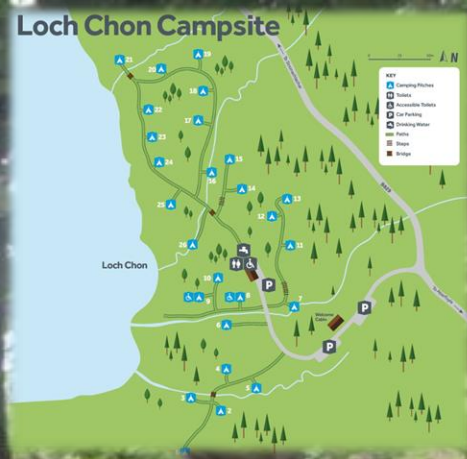 Loch Chon Campsite
N
KEY
Camping Pitches
Toilets
Accessible Toilets
P Car Parking
Drinking Water
Paths
Steps
Bridge
21
19
20
18
22
17
23
15
24
16
14
25
13
12
26
11
Loch Chon
10
P
9
8
7
6
Welcome
Cabin
P
P
4
5
3
2
B829